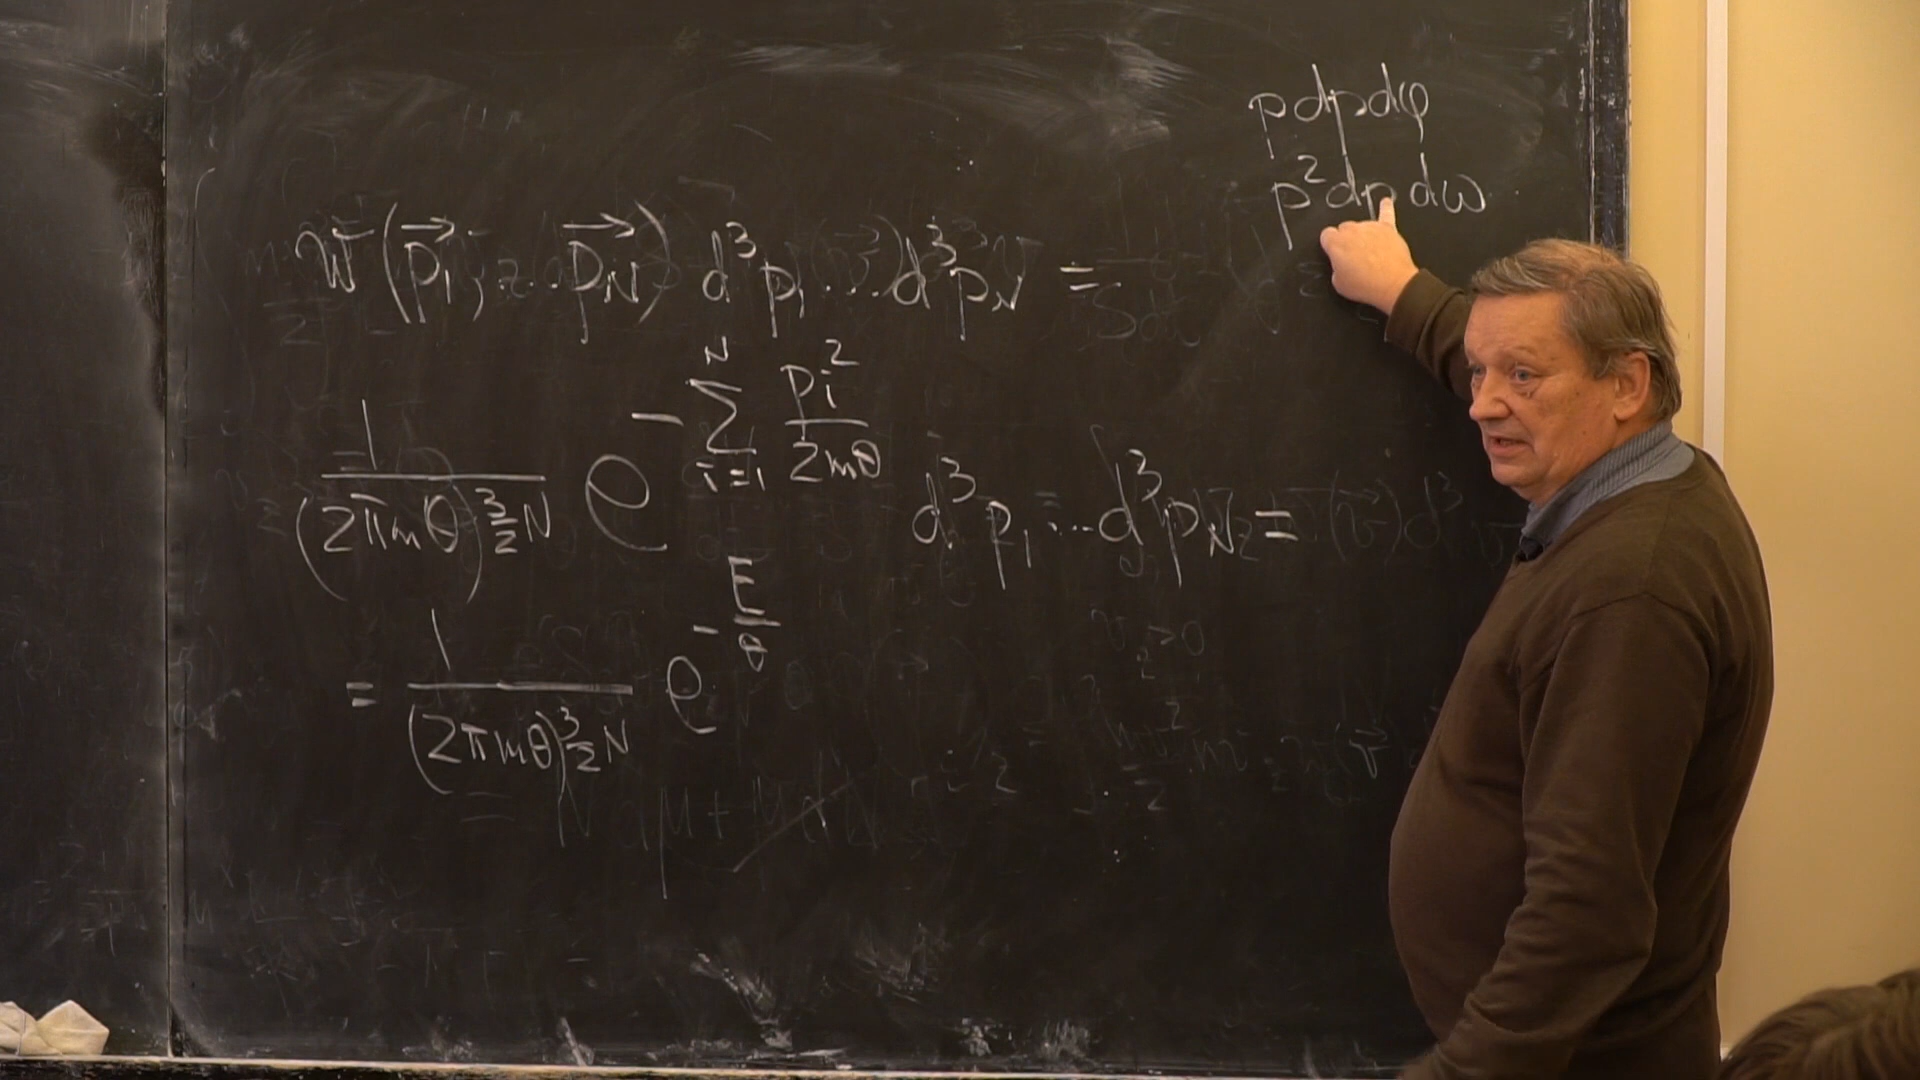 p dp dφ
p² dp dω
w(p⃗₁, ... p⃗_N) d³p₁ ... d³p_N =
1/(2πmθ)^{3/2 N} e^{-∑_{i=1}^{N} p_i²/2mθ} d³p₁ ... d³p_N =
= 1/(2πmθ)^{3/2 N} e^{-E/θ}